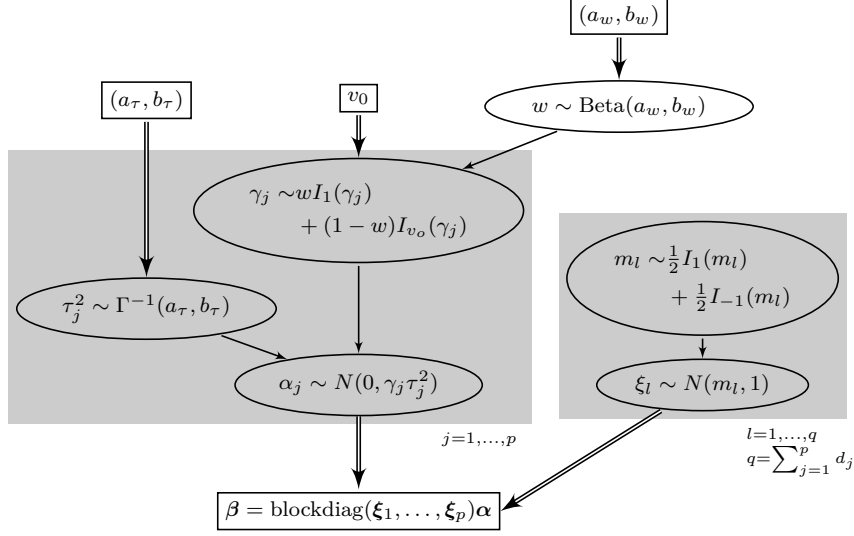 (a_w, b_w)
(a_τ, b_τ)
v_0
w ∼ Beta(a_w, b_w)
γ_j ∼wI_1(γ_j)
+ (1 − w)I_{v_o}(γ_j)
m_l ∼½I_1(m_l)
+ ½I_{−1}(m_l)
τ_j^2 ∼ Γ^{−1}(a_τ, b_τ)
α_j ∼ N(0, γ_jτ_j^2)
ξ_l ∼ N(m_l, 1)
j=1,...,p
l=1,...,q
q=∑_{j=1}^p d_j
β = blockdiag(ξ_1, . . . , ξ_p)α